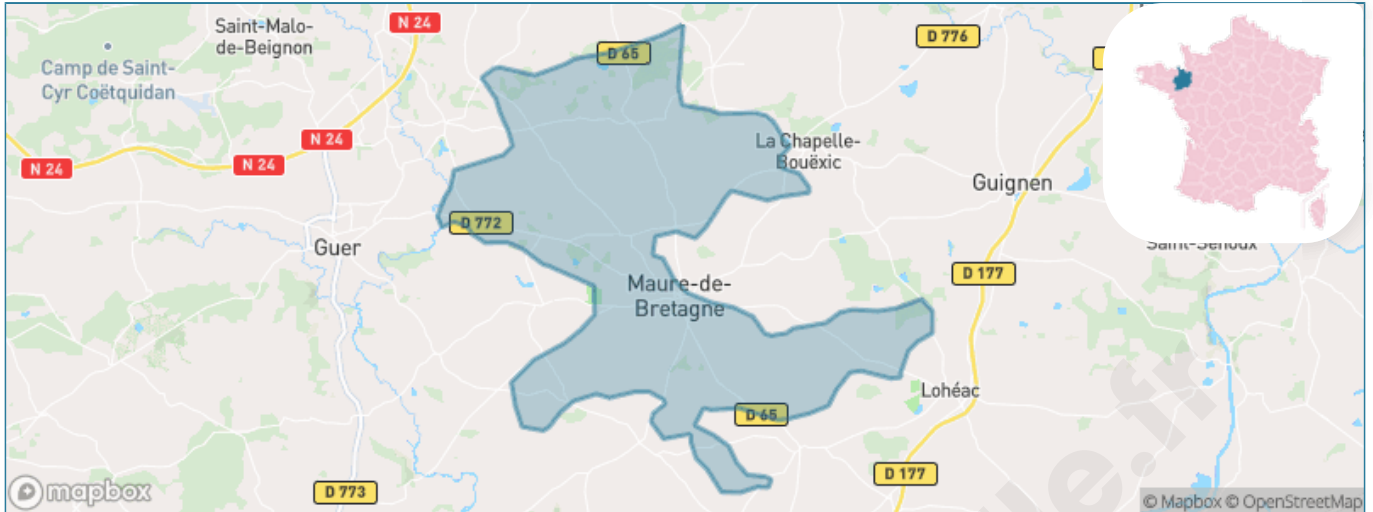 Saint-Malo-
de-Beignon
N 24
D 65
D 776
Camp de Saint-
Cyr Coëtquidan
N 24
N 24
N 24
La Chapelle-
Bouëxic
Guignen
D 772
Guer
Saint-Senoux
D 177
Maure-de-
Bretagne
Lohéac
D 65
D 177
D 773
mapbox
© Mapbox © OpenStreetMap